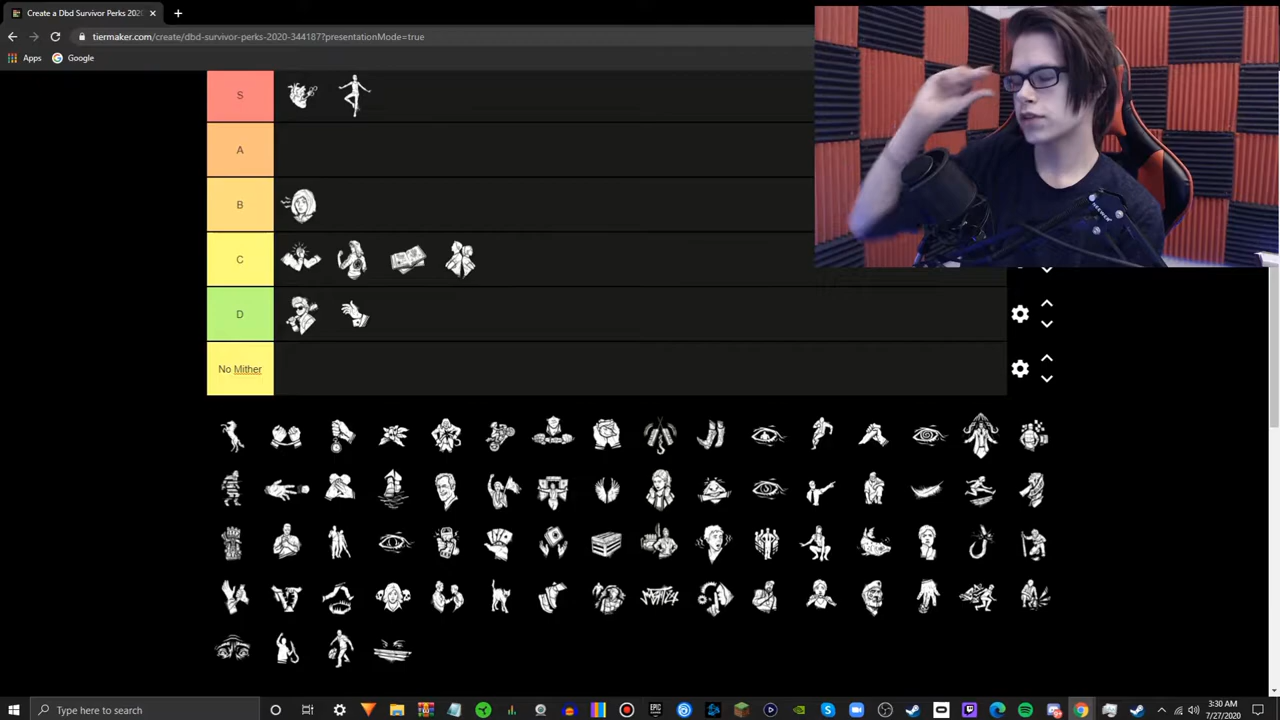 Create a Dbd Survivor Perks 2020
tiermaker.com/create/dbd-survivor-perks-2020-344187?presentationMode=true
Apps Google
S
A
B
C
D
No Mither
Type here to search
3:30 AM
7/27/2020